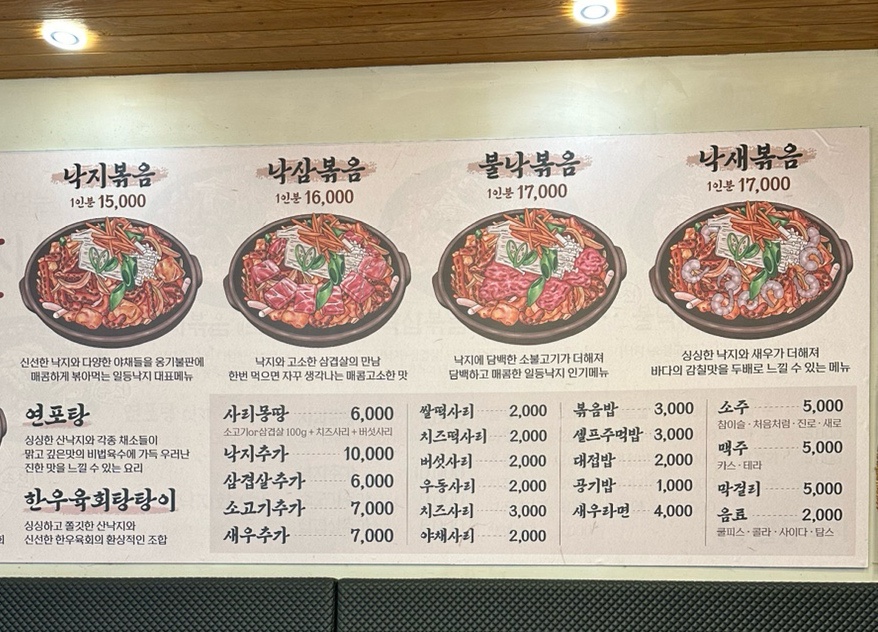 낙지볶음
1인분 15,000
신선한 낙지와 다양한 야채들을 옹기불판에
매콤하게 볶아먹는 일등낙지 대표메뉴
낙삼볶음
1인분 16,000
낙지와 고소한 삼겹살의 만남
한번 먹으면 자꾸 생각나는 매콤고소한 맛
불낙볶음
1인분 17,000
낙지에 담백한 소불고기가 더해져
담백하고 매콤한 일등낙지 인기메뉴
낙새볶음
1인분 17,000
싱싱한 낙지와 새우가 더해져
바다의 감칠맛을 두배로 느낄 수 있는 메뉴
연포탕
싱싱한 산낙지와 각종 채소들이
맑고 깊은맛의 비법육수에 가득 우러난
진한 맛을 느낄 수 있는 요리
한우육회탕탕이
싱싱하고 쫄깃한 산낙지와
신선한 한우육회의 환상적인 조합
사리몽땅 6,000
소고기or삼겹살 100g + 치즈사리 + 버섯사리
낙지추가 10,000
삼겹살추가 6,000
소고기추가 7,000
새우추가 7,000
쌀떡사리 2,000
치즈떡사리 2,000
버섯사리 2,000
우동사리 2,000
치즈사리 3,000
야채사리 2,000
볶음밥 3,000
셀프주먹밥 3,000
대접밥 2,000
공기밥 1,000
새우라면 4,000
소주 5,000
참이슬 · 처음처럼 · 진로 · 새로
맥주 5,000
카스 · 테라
막걸리 5,000
음료 2,000
쿨피스 · 콜라 · 사이다 · 탐스